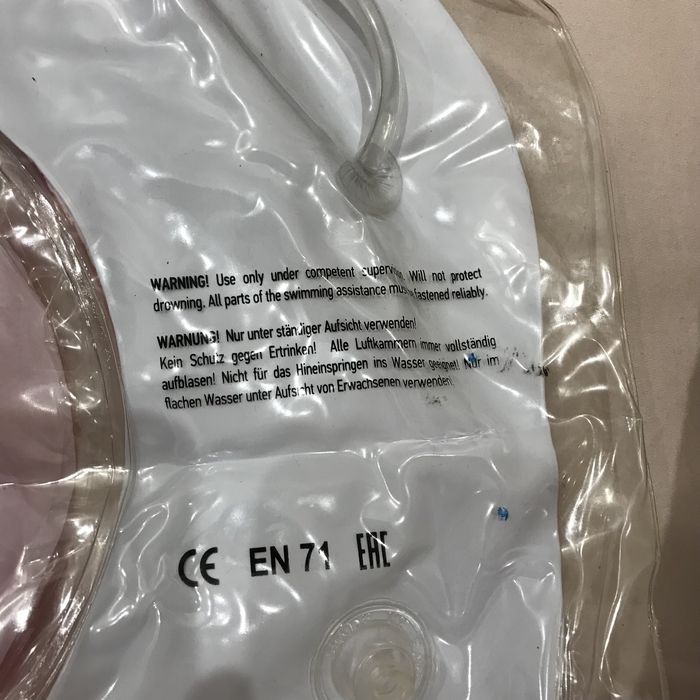 WARNING! Use only under competent supervision. Will not protect
drowning. All parts of the swimming assistance must fastened reliably.
WARNUNG! Nur unter ständiger Aufsicht verwenden!
Kein Schutz gegen Ertrinken! Alle Luftkammern immer vollständig
aufblasen! Nicht für das Hineinspringen ins Wasser geeignet! Nur im
flachen Wasser unter Aufsicht von Erwachsenen verwenden
CE EN 71 EAC